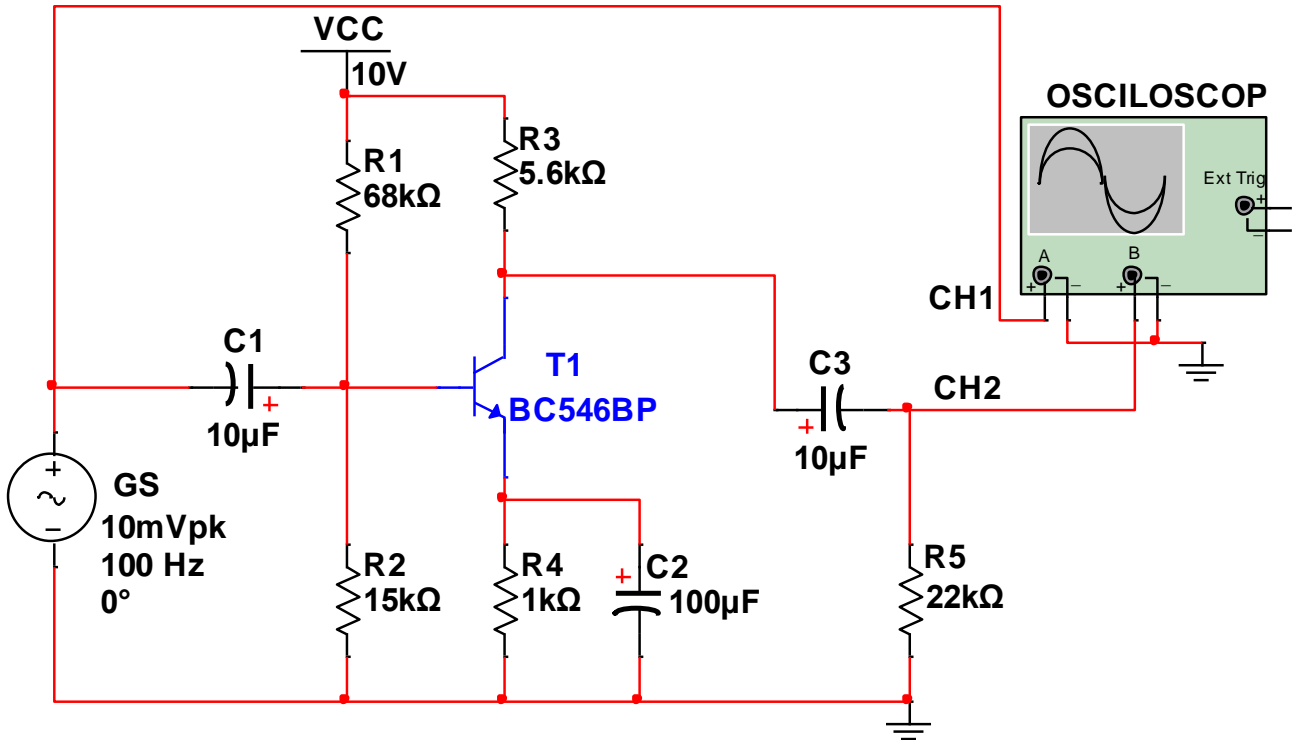 VCC
10V
OSCILOSCOP
R3
5.6kΩ
R1
68kΩ
Ext Trig
+
–
A
B
+
–
+
–
CH1
C1
+
10µF
T1
BC546BP
C3
+
10µF
CH2
+
–
GS
10mVpk
100 Hz
0°
R2
15kΩ
R4
1kΩ
+
C2
100µF
R5
22kΩ